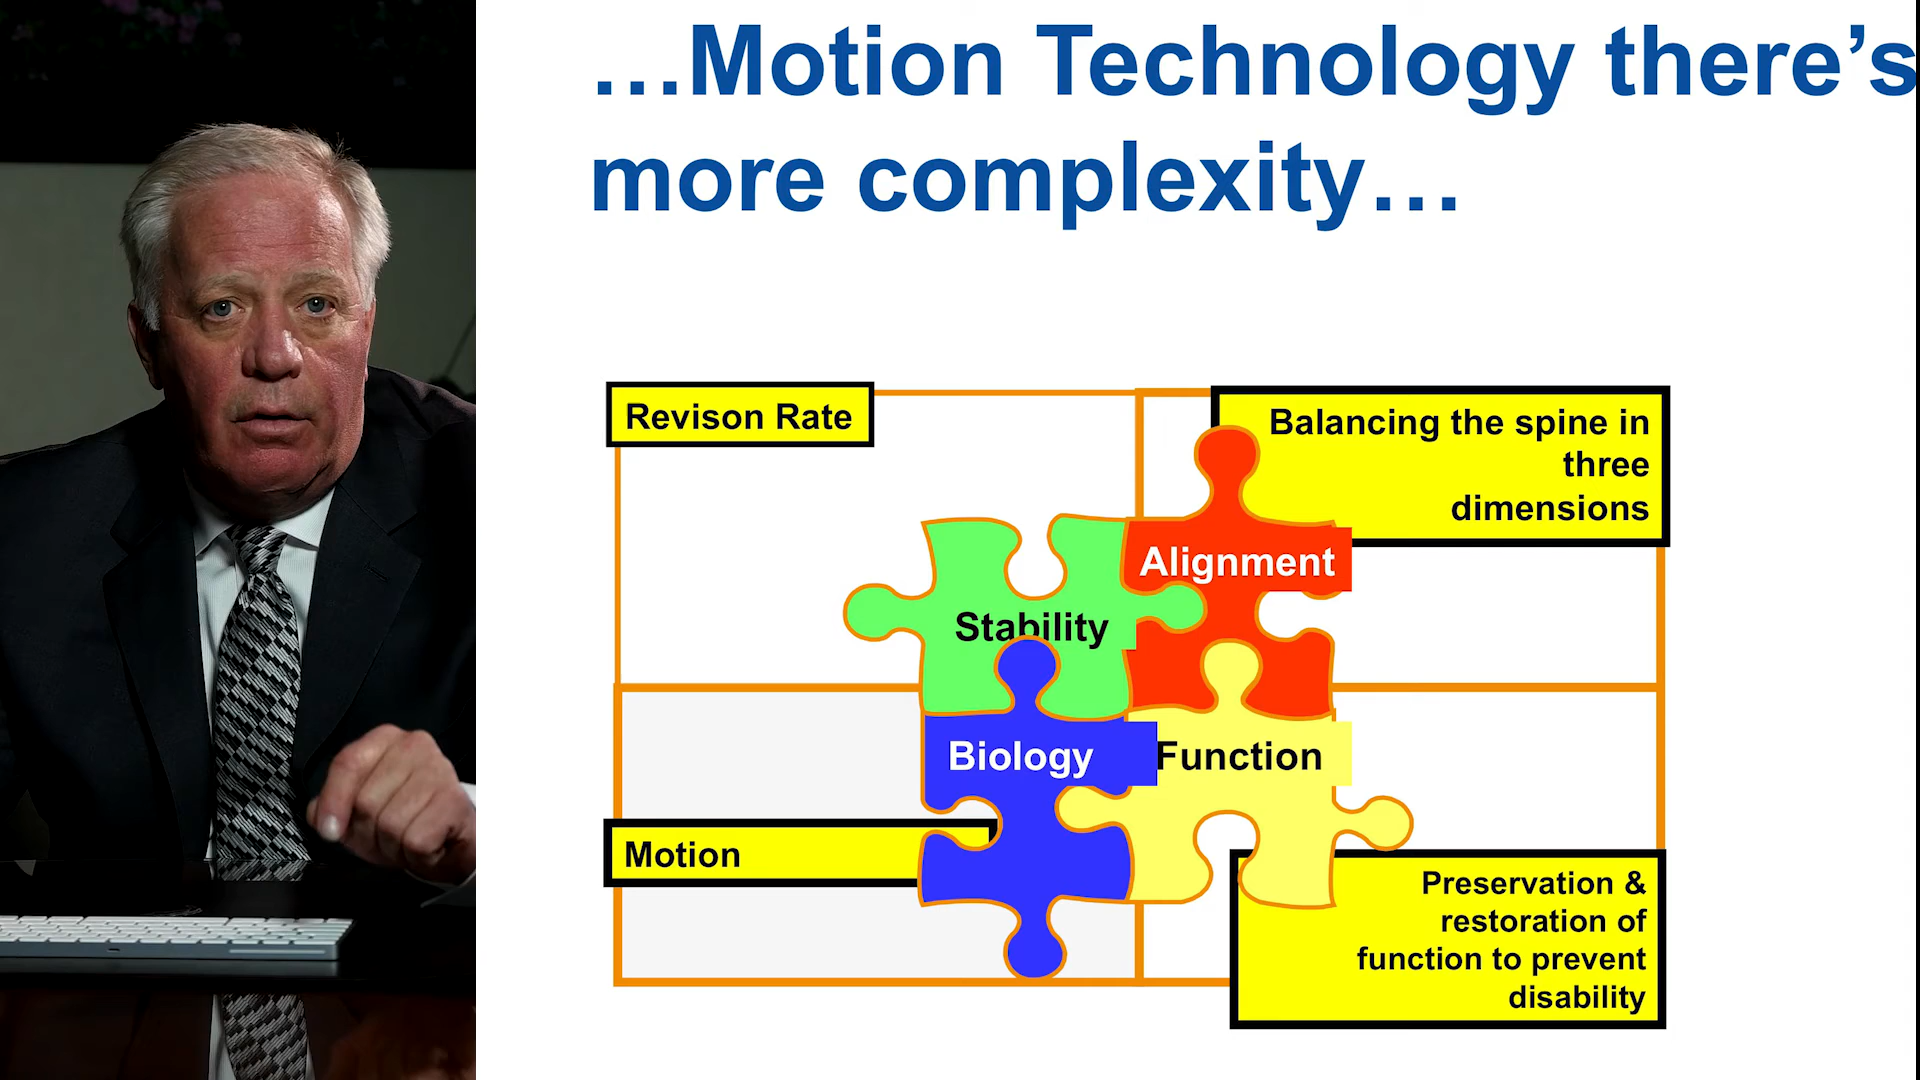 …Motion Technology there’s
more complexity…
Revison Rate
Balancing the spine in
three
dimensions
Alignment
Stability
Biology
Function
Motion
Preservation &
restoration of
function to prevent
disability